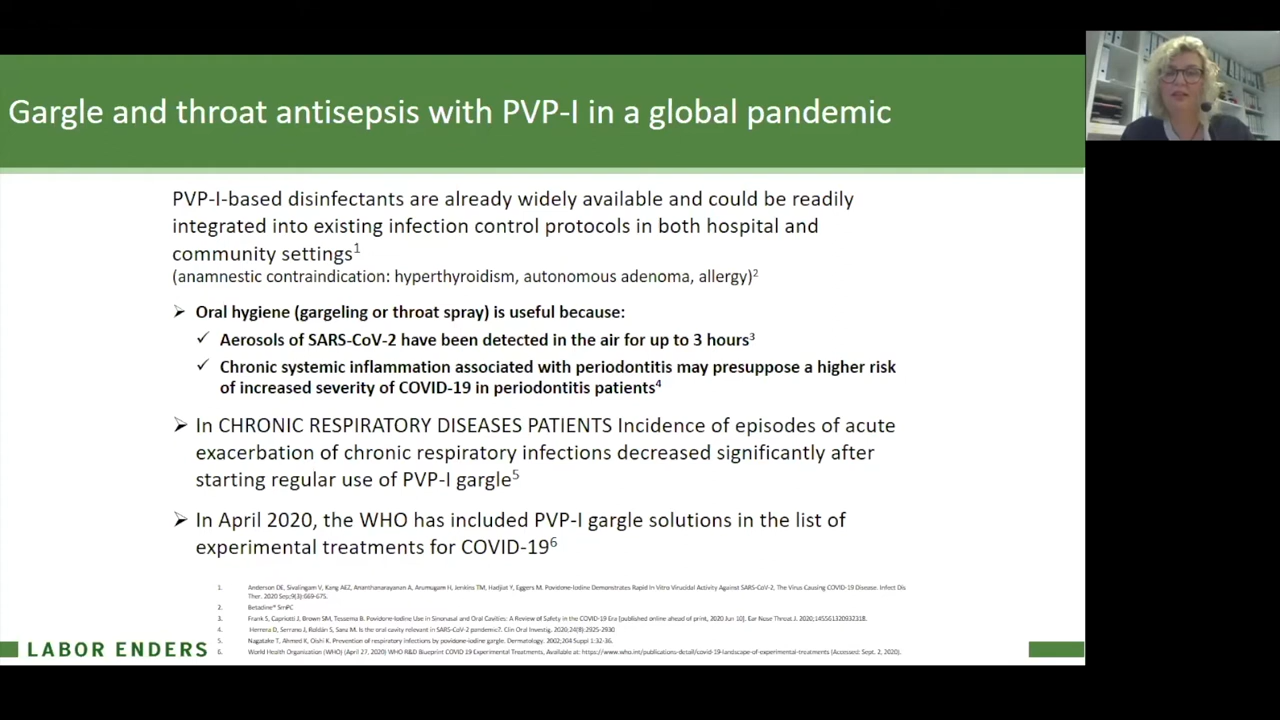 Gargle and throat antisepsis with PVP-I in a global pandemic
PVP-I-based disinfectants are already widely available and could be readily
integrated into existing infection control protocols in both hospital and
community settings1
(anamnestic contraindication: hyperthyroidism, autonomous adenoma, allergy)2
➢ Oral hygiene (gargeling or throat spray) is useful because:
✓ Aerosols of SARS-CoV-2 have been detected in the air for up to 3 hours3
✓ Chronic systemic inflammation associated with periodontitis may presuppose a higher risk
of increased severity of COVID-19 in periodontitis patients4
➢ In CHRONIC RESPIRATORY DISEASES PATIENTS Incidence of episodes of acute
exacerbation of chronic respiratory infections decreased significantly after
starting regular use of PVP-I gargle5
➢ In April 2020, the WHO has included PVP-I gargle solutions in the list of
experimental treatments for COVID-196
1. Anderson DE, Sivalingam V, Kang AEZ, Ananthanarayanan A, Arumugam H, Jenkins TM, Hadjiat Y, Eggers M. Povidone-Iodine Demonstrates Rapid In Vitro Virucidal Activity Against SARS-CoV-2, The Virus Causing COVID-19 Disease. Infect Dis
Ther. 2020 Sep;9(3):669-675.
2. Betadine® SmPC
3. Frank S, Capriotti J, Brown SM, Tessema B. Povidone-Iodine Use in Sinonasal and Oral Cavities: A Review of Safety in the COVID-19 Era [published online ahead of print, 2020 Jun 10]. Ear Nose Throat J. 2020;145561320932318.
4. Herrera D, Serrano J, Roldán S, Sanz M. Is the oral cavity relevant in SARS-CoV-2 pandemic?. Clin Oral Investig. 2020;24(8):2925-2930
5. Nagatake T, Ahmed K, Oishi K. Prevention of respiratory infections by povidone-iodine gargle. Dermatology. 2002;204 Suppl 1:32-36.
6. World Health Organization (WHO) (April 27, 2020) WHO R&D Blueprint COVID 19 Experimental Treatments, Available at: https://www.who.int/publications-detail/covid-19-landscape-of-experimental-treatments (Accessed: Sept. 2, 2020).
LABOR ENDERS